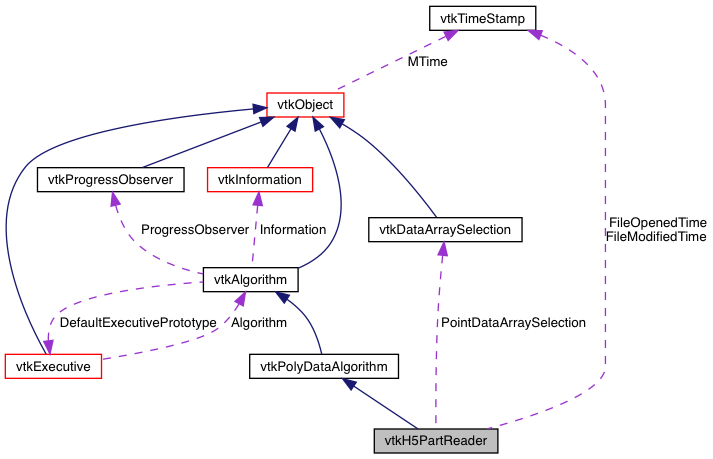 vtkTimeStamp
MTime
vtkObject
vtkProgressObserver
vtkInformation
vtkDataArraySelection
ProgressObserver
Information
FileOpenedTime
FileModifiedTime
vtkAlgorithm
DefaultExecutivePrototype
Algorithm
PointDataArraySelection
vtkExecutive
vtkPolyDataAlgorithm
vtkH5PartReader